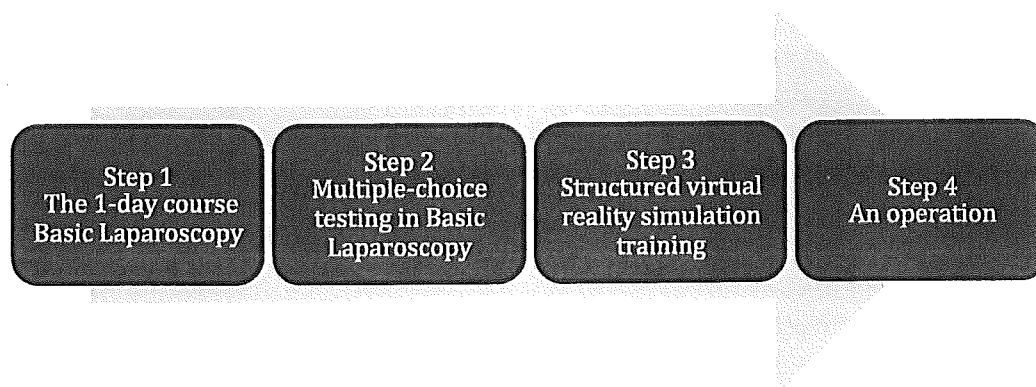 Step 1
The 1-day course
Basic Laparoscopy
Step 2
Multiple-choice
testing in Basic
Laparoscopy
Step 3
Structured virtual
reality simulation
training
Step 4
An operation